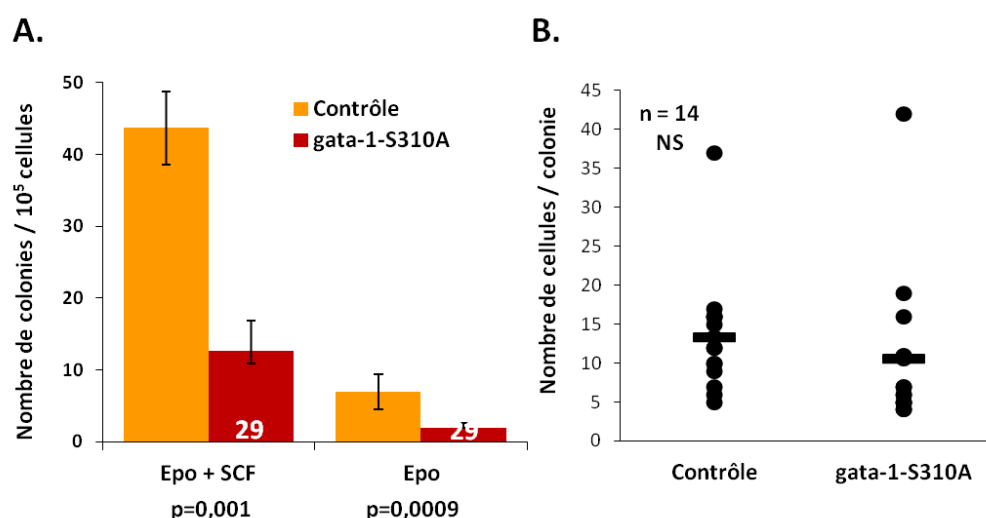 A.
Nombre de colonies / 10⁵ cellules
50
40
30
20
10
0
Contrôle
gata-1-S310A
29
29
Epo + SCF
Epo
p=0,001
p=0,0009
B.
Nombre de cellules / colonie
45
40
35
30
25
20
15
10
5
0
n = 14
NS
Contrôle
gata-1-S310A